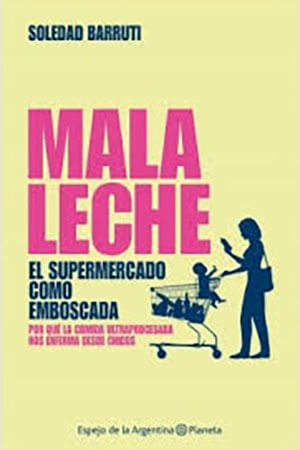 SOLEDAD BARRUTI
MALA
LECHE
EL SUPERMERCADO
COMO
EMBOSCADA
POR QUÉ LA COMIDA ULTRAPROCESADA
NOS ENFERMA DESDE CHICOS
Espejo de la Argentina Planeta